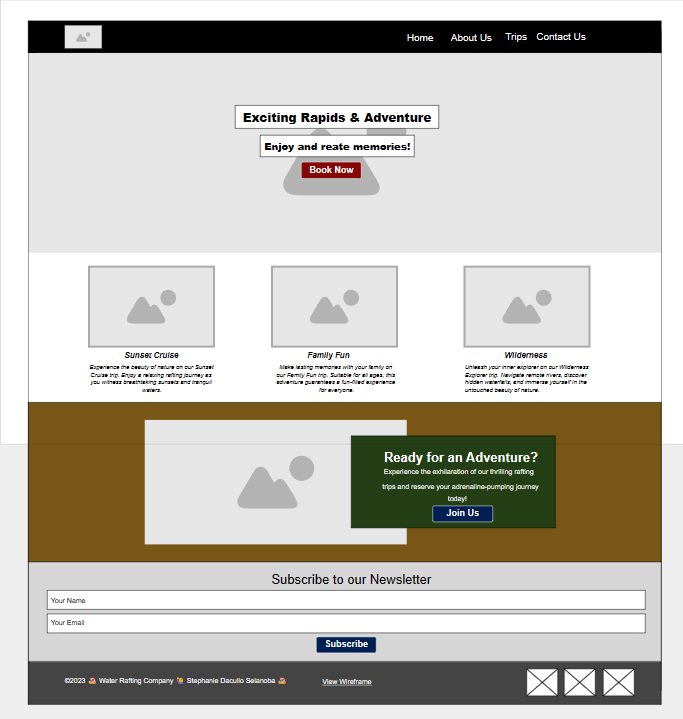 Home About Us Trips Contact Us
Exciting Rapids & Adventure
Enjoy and reate memories!
Book Now
Sunset Cruise
Experience the beauty of nature on our Sunset
Cruise trip. Enjoy a relaxing rafting journey as
you witness breathtaking sunsets and tranquil
waters.
Family Fun
Make lasting memories with your family on
our Family Fun trip. Suitable for all ages, this
adventure guarantees a fun-filled experience
for everyone.
Wilderness
Unleash your inner explorer on our Wilderness
Explorer trip. Navigate remote rivers, discover
hidden waterfalls, and immerse yourself in the
untouched beauty of nature.
Ready for an Adventure?
Experience the exhilaration of our thrilling rafting
trips and reserve your adrenaline-pumping journey
today!
Join Us
Subscribe to our Newsletter
Your Name
Your Email
Subscribe
©2023 Water Rafting Company Stephanie Dacullo Selanoba View Wireframe